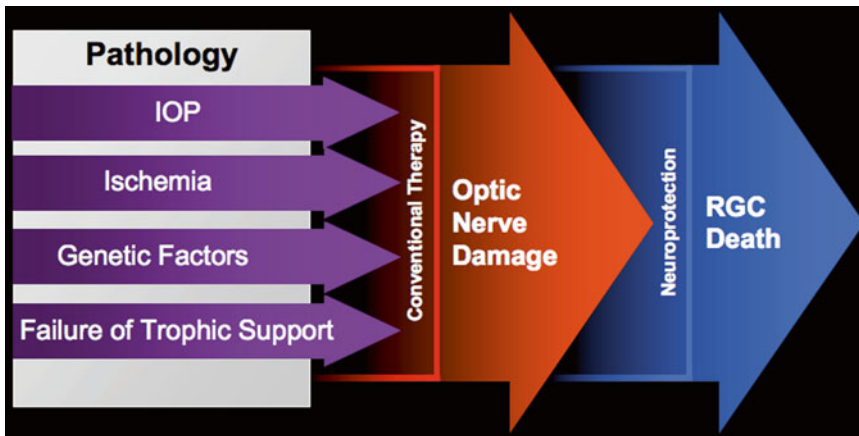 Pathology
IOP
Ischemia
Genetic Factors
Failure of Trophic Support
Conventional Therapy
Optic
Nerve
Damage
Neuroprotection
RGC
Death